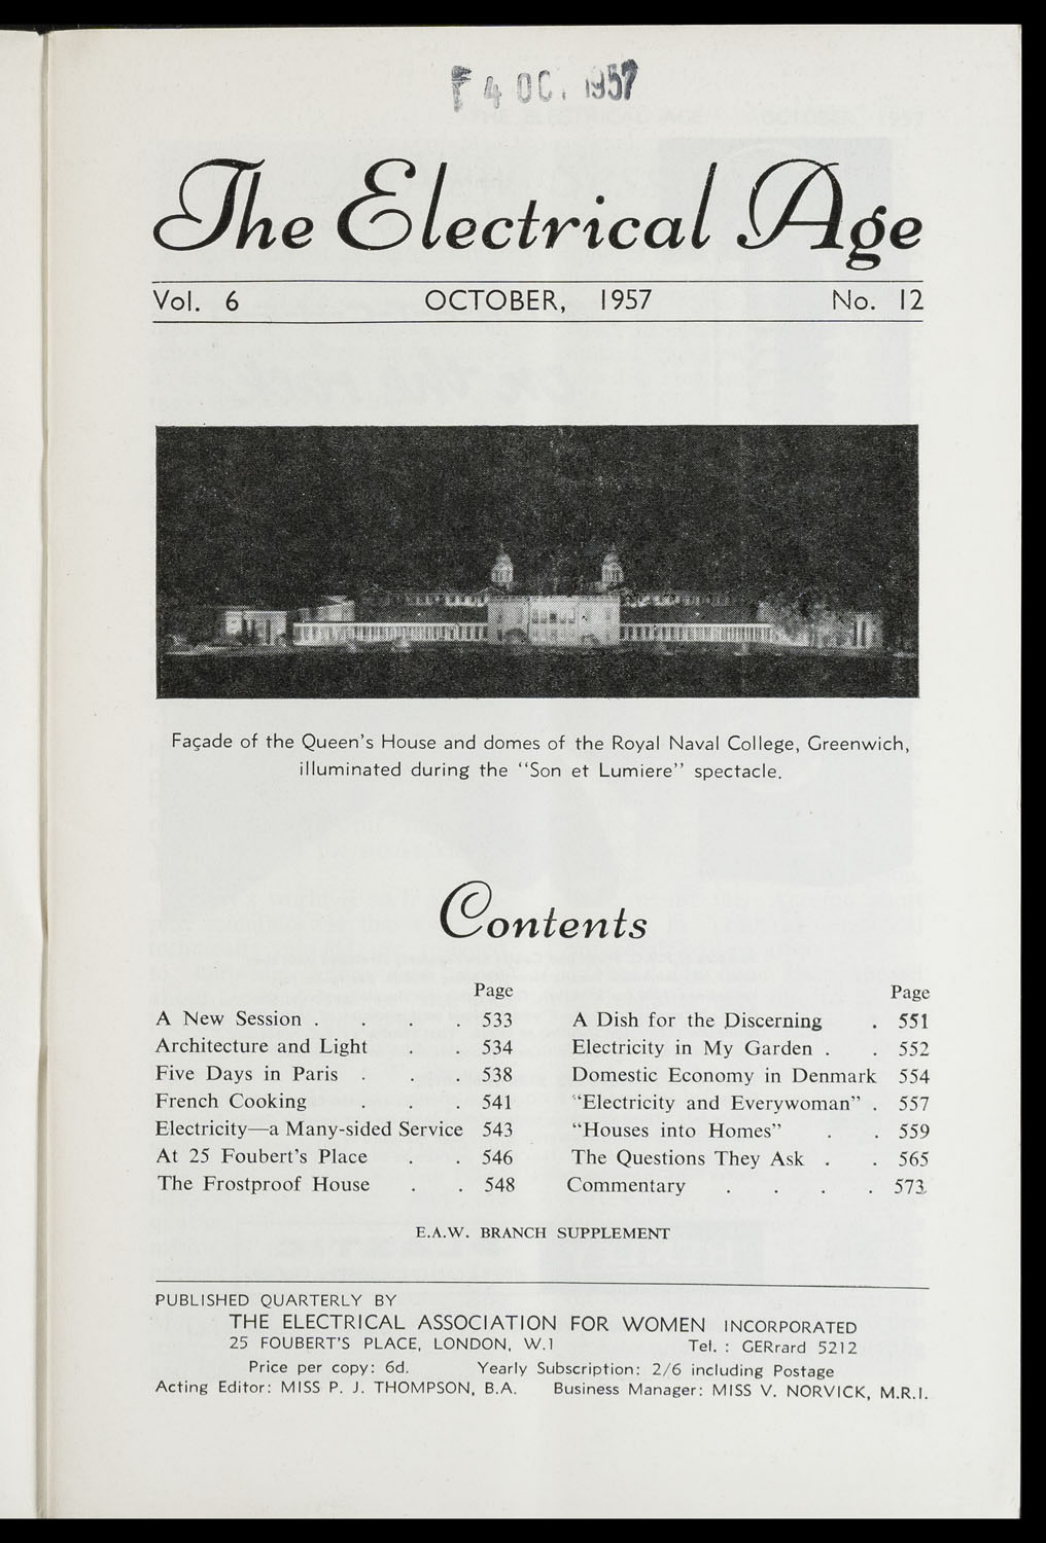 4 OC. 1957
The Electrical Age
Vol. 6 OCTOBER, 1957 No. 12
Façade of the Queen's House and domes of the Royal Naval College, Greenwich,
illuminated during the "Son et Lumiere" spectacle.
Contents
Page
A New Session . . . . 533
Architecture and Light . . 534
Five Days in Paris . . . 538
French Cooking . . . 541
Electricity—a Many-sided Service 543
At 25 Foubert's Place . . 546
The Frostproof House . . 548
Page
A Dish for the Discerning . 551
Electricity in My Garden . . 552
Domestic Economy in Denmark 554
"Electricity and Everywoman" . 557
"Houses into Homes" . . 559
The Questions They Ask . . 565
Commentary . . . . 573
E.A.W. BRANCH SUPPLEMENT
PUBLISHED QUARTERLY BY
THE ELECTRICAL ASSOCIATION FOR WOMEN INCORPORATED
25 FOUBERT'S PLACE, LONDON, W.1 Tel. : GERrard 5212
Price per copy: 6d. Yearly Subscription: 2/6 including Postage
Acting Editor: MISS P. J. THOMPSON, B.A. Business Manager: MISS V. NORVICK, M.R.I.